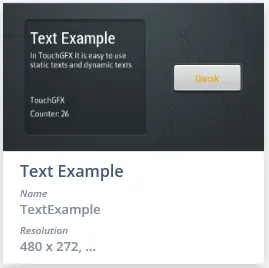 Text Example
In TouchGFX it is easy to use
static texts and dynamic texts.
Dansk
TouchGFX
Counter: 26
Text Example
Name
TextExample
Resolution
480 x 272, ...